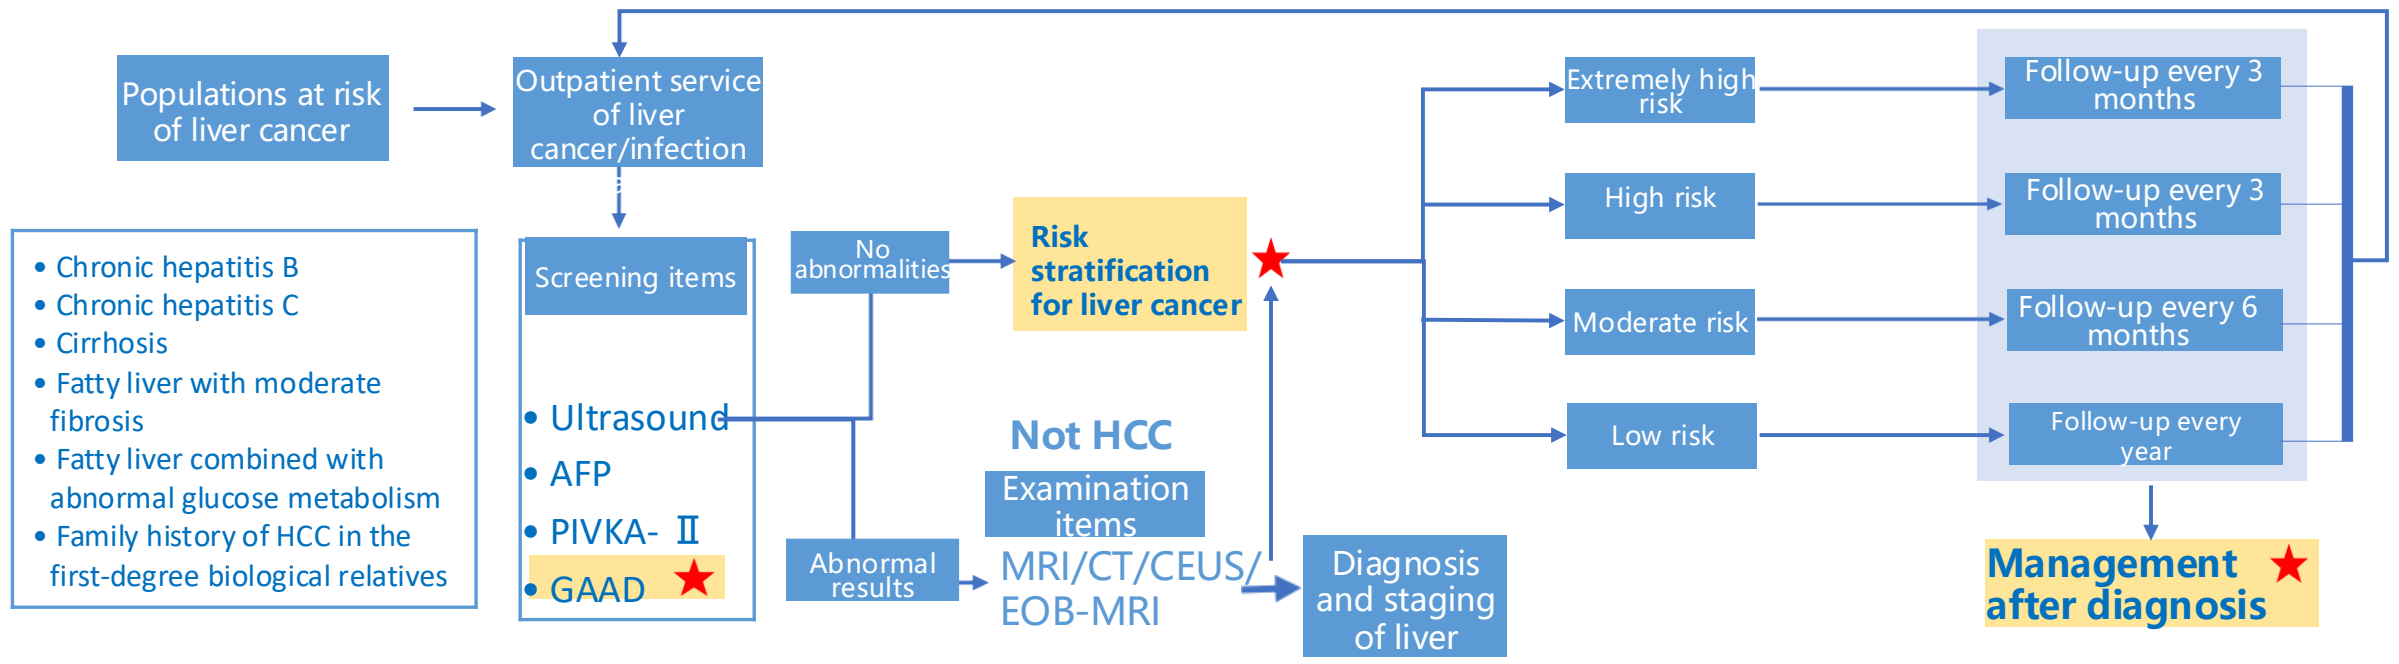 Populations at risk
of liver cancer
Outpatient service
of liver
cancer/infection
• Chronic hepatitis B
• Chronic hepatitis C
• Cirrhosis
• Fatty liver with moderate
fibrosis
• Fatty liver combined with
abnormal glucose metabolism
• Family history of HCC in the
first-degree biological relatives
Screening items
• Ultrasound
• AFP
• PIVKA- Ⅱ
• GAAD
No
abnormalities
Abnormal
results
Risk
stratification
for liver cancer
Not HCC
Examination
items
MRI/CT/CEUS/
EOB-MRI
Diagnosis
and staging
of liver
Extremely high
risk
High risk
Moderate risk
Low risk
Follow-up every 3
months
Follow-up every 3
months
Follow-up every 6
months
Follow-up every
year
Management
after diagnosis